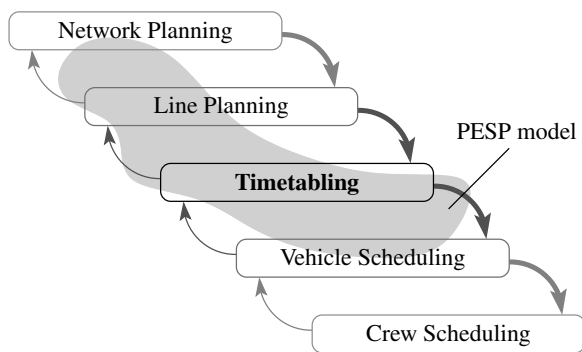 Network Planning
Line Planning
PESP model
Timetabling
Vehicle Scheduling
Crew Scheduling